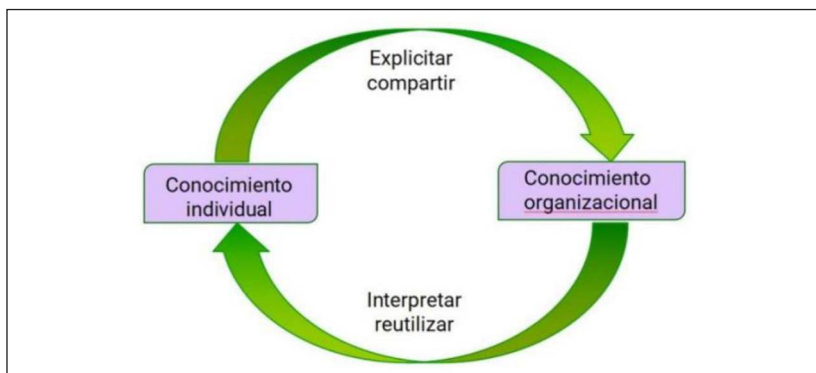 Explicitar
compartir
Conocimiento
individual
Conocimiento
organizacional
Interpretar
reutilizar